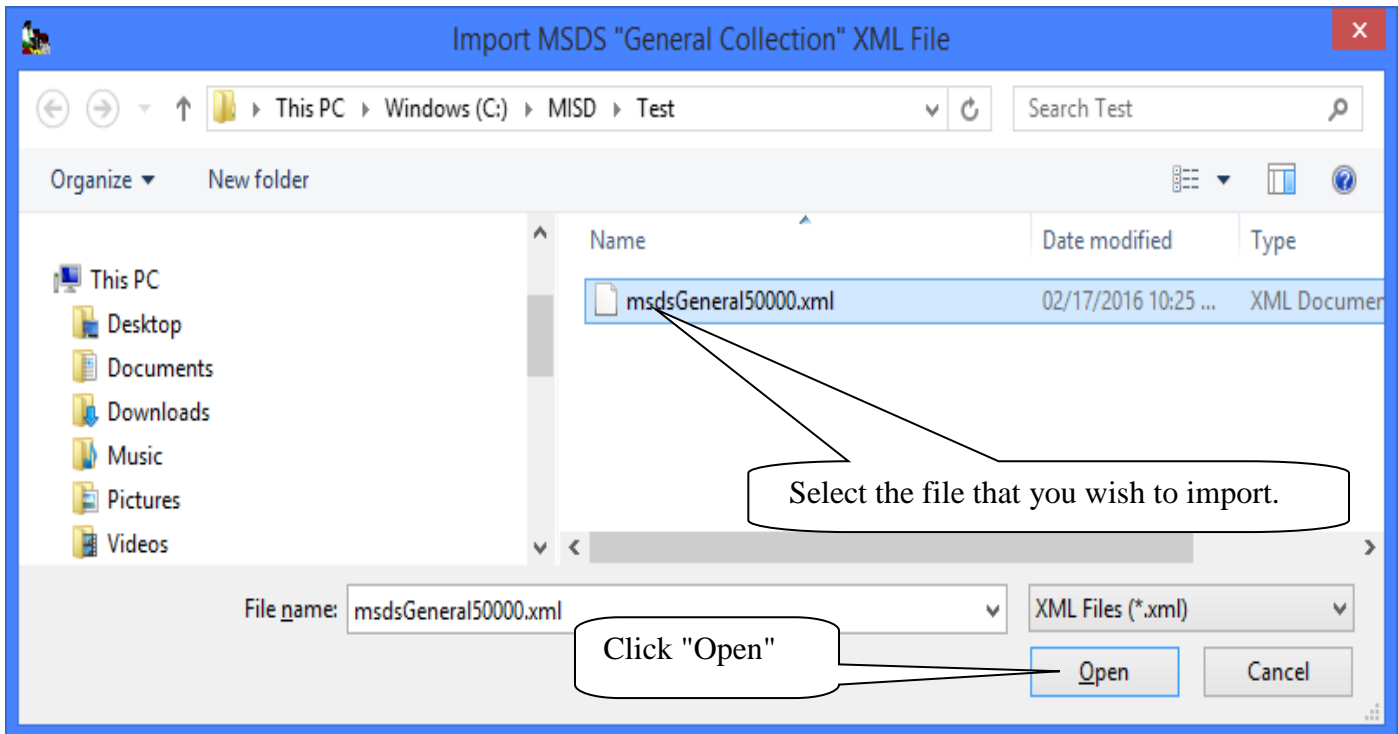 Import MSDS "General Collection" XML File
This PC Windows (C:) MISD Test
Search Test
Organize New folder
Name Date modified Type
This PC
msdsGeneral50000.xml 02/17/2016 10:25 ... XML Documen
Desktop
Documents
Downloads
Music
Pictures
Videos
Select the file that you wish to import.
File name: msdsGeneral50000.xml XML Files (*.xml)
Click "Open"
Open Cancel